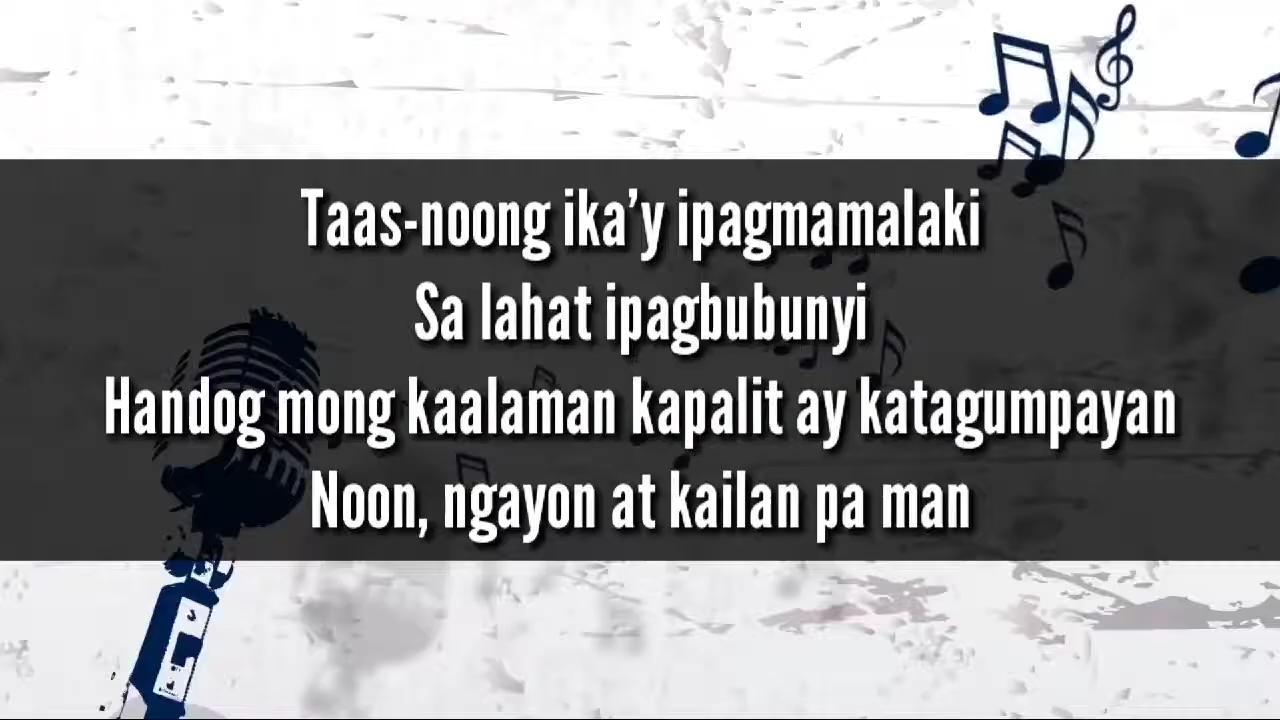 Taas-noong ika’y ipagmamalaki
Sa lahat ipagbubunyi
Handog mong kaalaman kapalit ay katagumpayan
Noon, ngayon at kailan pa man